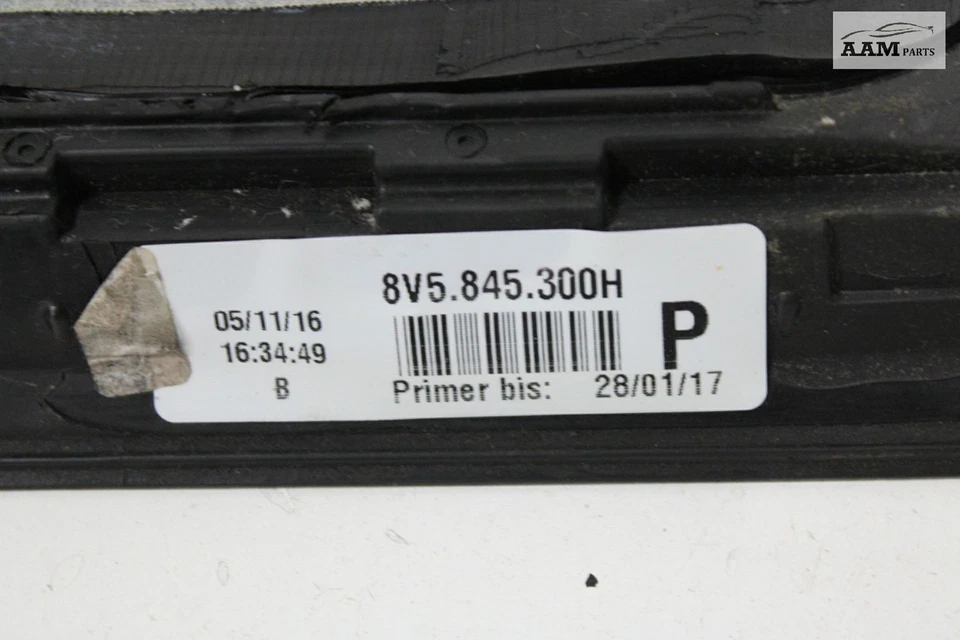 AAM PARTS
8V5.845.300H
05/11/16
16:34:49
B
P
Primer bis: 28/01/17